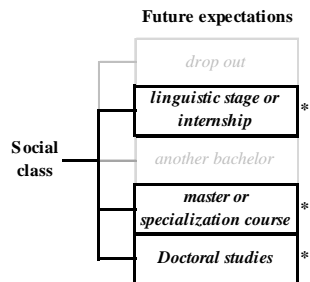 Future expectations
drop out
linguistic stage or
internship
*
Social
class
another bachelor
master or
specialization course
*
Doctoral studies
*